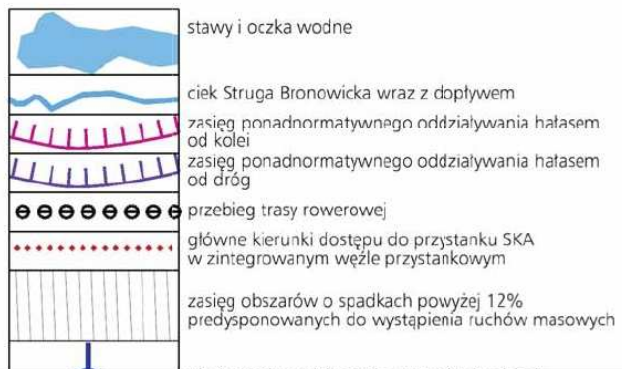 stawy i oczka wodne
ciek Struga Bronowicka wraz z dopływem
zasięg ponadnormatywnego oddziaływania hałasem
od kolei
zasięg ponadnormatywnego oddziaływania hałasem
od dróg
przebieg trasy rowerowej
główne kierunki dostępu do przystanku SKA
w zintegrowanym węźle przystankowym
zasięg obszarów o spadkach powyżej 12%
predysponowanych do wystąpienia ruchów masowych